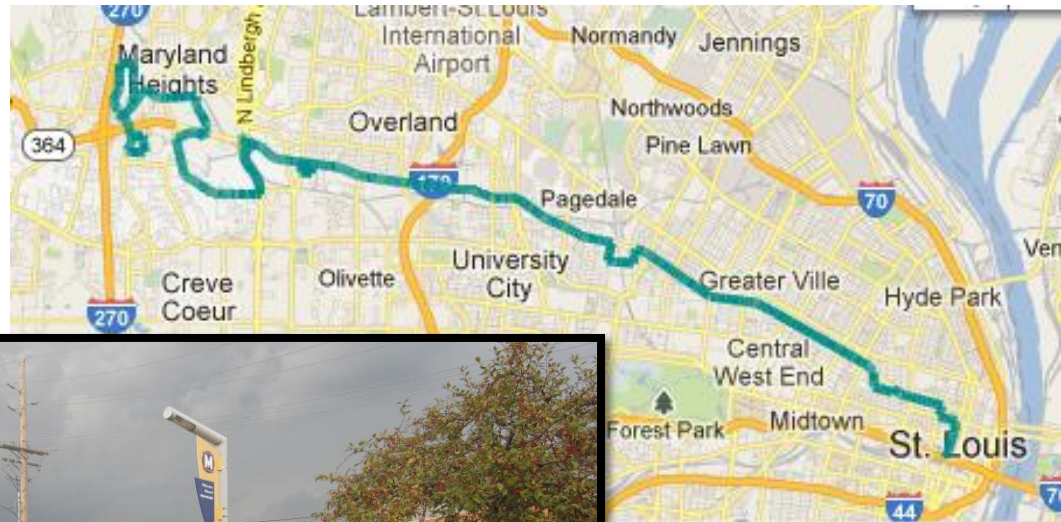 270
Lambert-St Louis
International
Airport
Normandy
Jennings
Maryland
Heights
N Lindbergh
Northwoods
364
Overland
Pine Lawn
170
Pagedale
70
University
City
Creve
Coeur
Olivette
Greater Ville
Hyde Park
270
Central
West End
Forest Park
Midtown
St. Louis
44
M